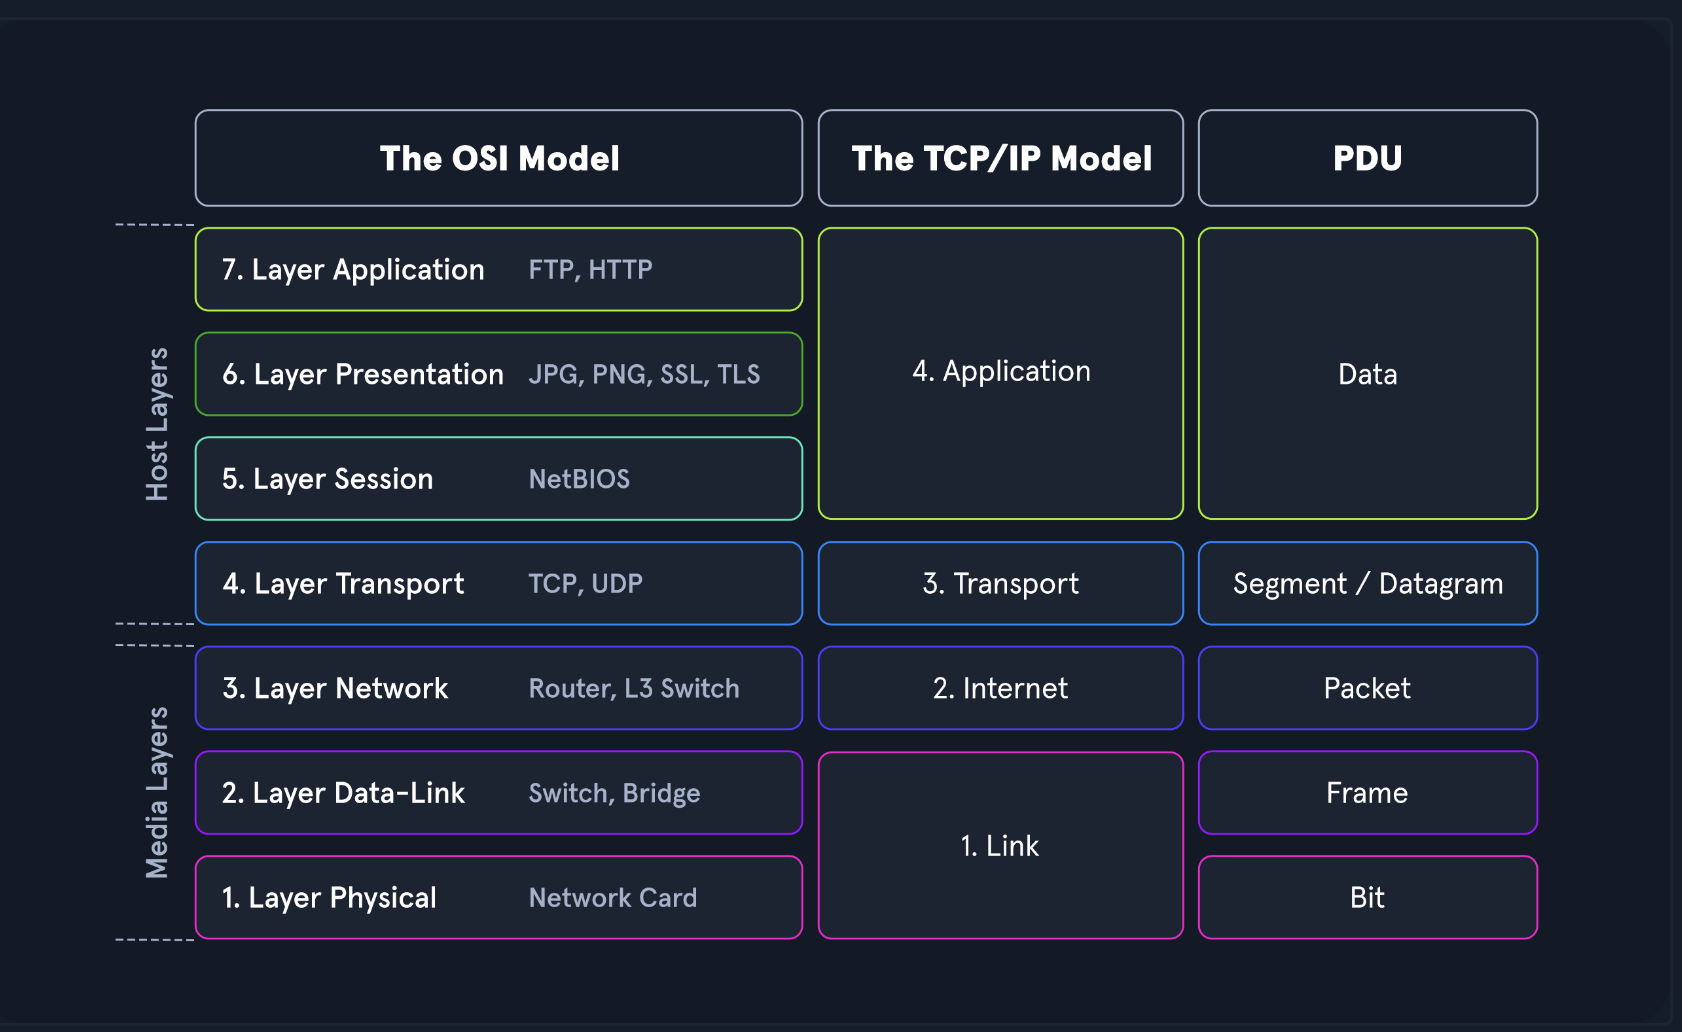 The OSI Model
The TCP/IP Model
PDU
Host Layers
7. Layer Application FTP, HTTP
6. Layer Presentation JPG, PNG, SSL, TLS
5. Layer Session NetBIOS
4. Application
Data
4. Layer Transport TCP, UDP
3. Transport
Segment / Datagram
Media Layers
3. Layer Network Router, L3 Switch
2. Internet
Packet
2. Layer Data-Link Switch, Bridge
Frame
1. Layer Physical Network Card
1. Link
Bit